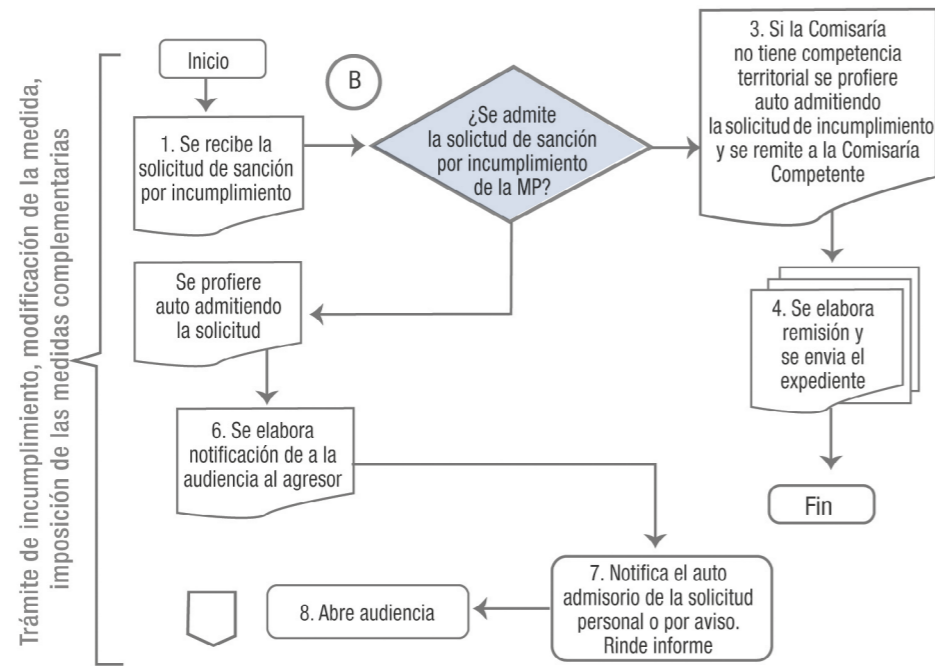 Trámite de incumplimiento, modificación de la medida,
imposición de las medidas complementarias
Inicio
B
1. Se recibe la
solicitud de sanción
por incumplimiento
¿Se admite
la solictud de sanción
por incumplimiento
de la MP?
3. Si la Comisaría
no tiene competencia
territorial se profiere
auto admitiendo
la solicitud de incumplimiento
y se remite a la Comisaría
Competente
Se profiere
auto admitiendo
la solicitud
4. Se elabora
remisión y
se envia el
expediente
6. Se elabora
notificación de a la
audiencia al agresor
Fin
7. Notifica el auto
admisorio de la solicitud
personal o por aviso.
Rinde informe
8. Abre audiencia